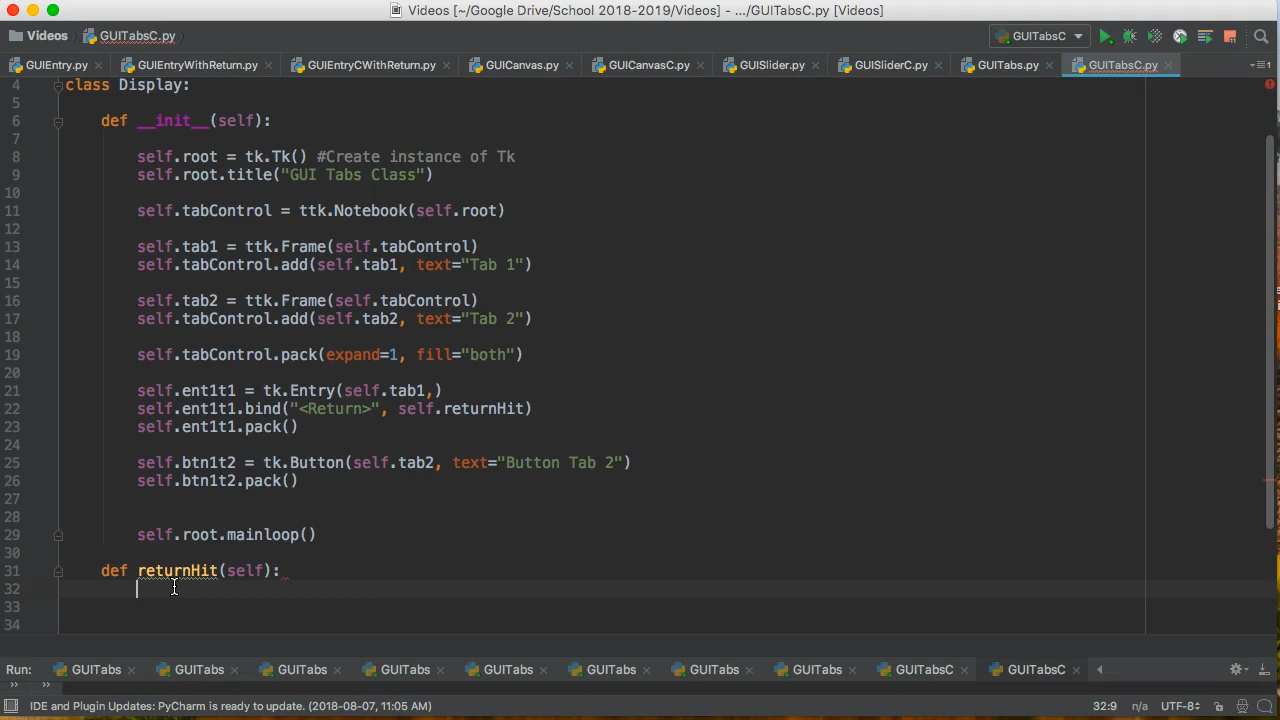 Videos [~/Google Drive/School 2018-2019/Videos] - .../GUITabsC.py [Videos]
Videos GUITabsC.py GUITabsC
GUIEntry.py GUIEntryWithReturn.py GUIEntryCWithReturn.py GUICanvas.py GUICanvasC.py GUISlider.py GUISliderC.py GUITabs.py GUITabsC.py
4 class Display:
5
6 def __init__(self):
7
8 self.root = tk.Tk() #Create instance of Tk
9 self.root.title("GUI Tabs Class")
10
11 self.tabControl = ttk.Notebook(self.root)
12
13 self.tab1 = ttk.Frame(self.tabControl)
14 self.tabControl.add(self.tab1, text="Tab 1")
15
16 self.tab2 = ttk.Frame(self.tabControl)
17 self.tabControl.add(self.tab2, text="Tab 2")
18
19 self.tabControl.pack(expand=1, fill="both")
20
21 self.ent1t1 = tk.Entry(self.tab1,)
22 self.ent1t1.bind("<Return>", self.returnHit)
23 self.ent1t1.pack()
24
25 self.btn1t2 = tk.Button(self.tab2, text="Button Tab 2")
26 self.btn1t2.pack()
27
28
29 self.root.mainloop()
30
31 def returnHit(self):
32
33
34
Run: GUITabs GUITabs GUITabs GUITabs GUITabs GUITabs GUITabs GUITabs GUITabsC GUITabsC
IDE and Plugin Updates: PyCharm is ready to update. (2018-08-07, 11:05 AM) 32:9 n/a UTF-8